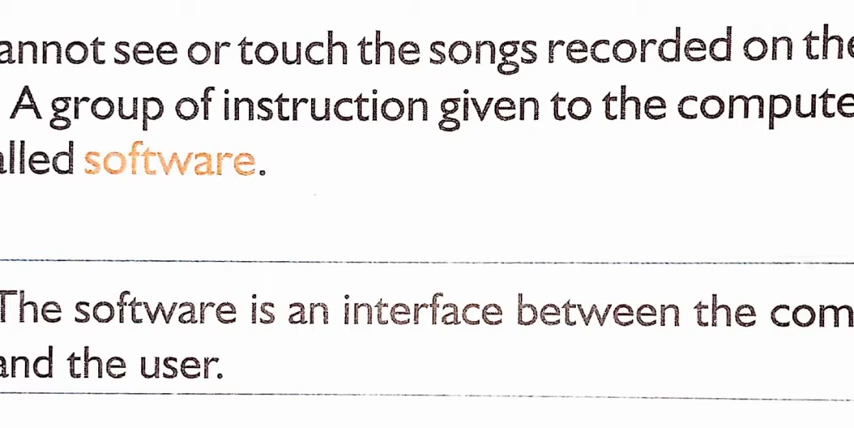 annot see or touch the songs recorded on the
A group of instruction given to the compute
alled software.
The software is an interface between the com
and the user.